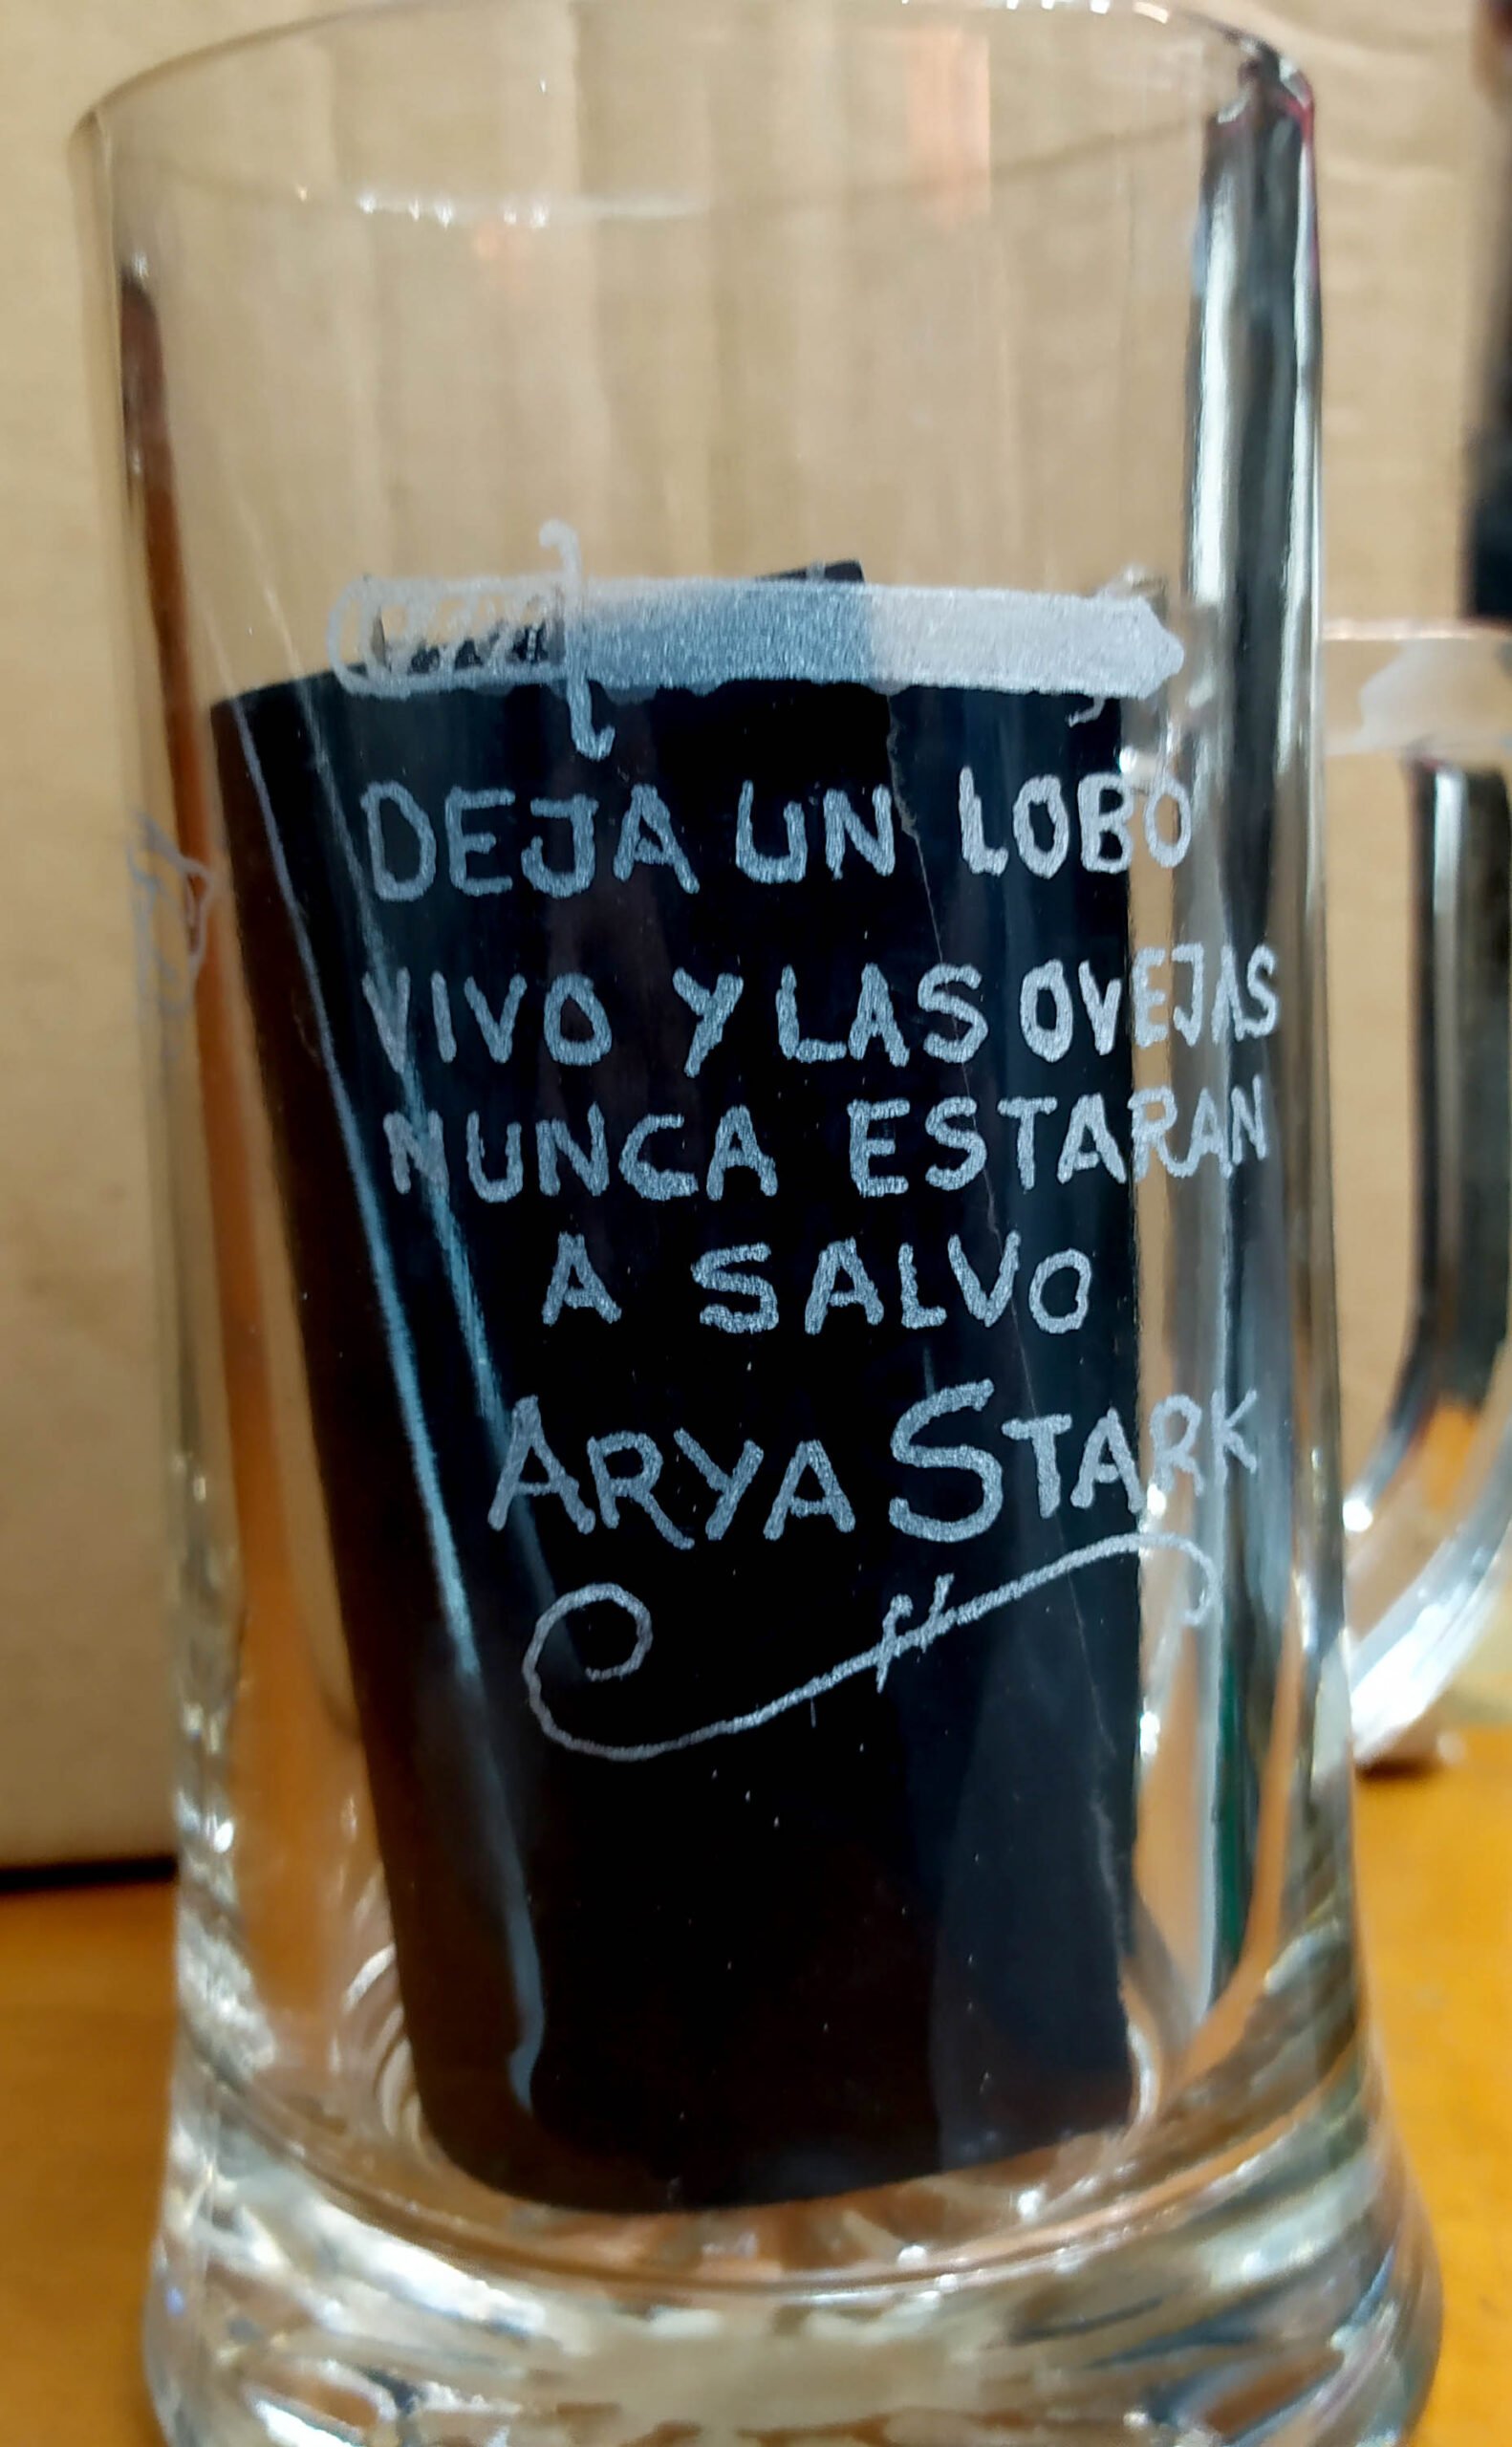 DEJA UN LOBO
VIVO Y LAS OVEJAS
NUNCA ESTARAN
A SALVO
ARYA STARK